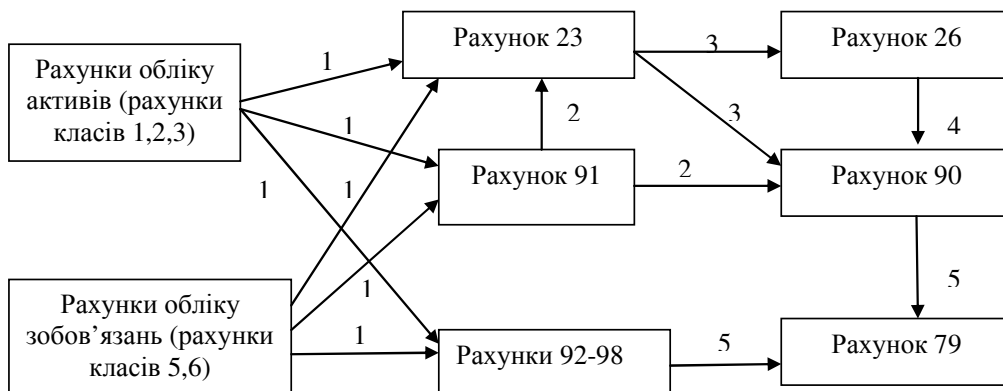 Рахунок 23
3
Рахунок 26
1
Рахунки обліку
активів (рахунки
класів 1,2,3)
2
3
4
1
Рахунок 91
2
Рахунок 90
1
1
5
Рахунки обліку
зобов’язань (рахунки
класів 5,6)
1
1
Рахунки 92-98
5
Рахунок 79